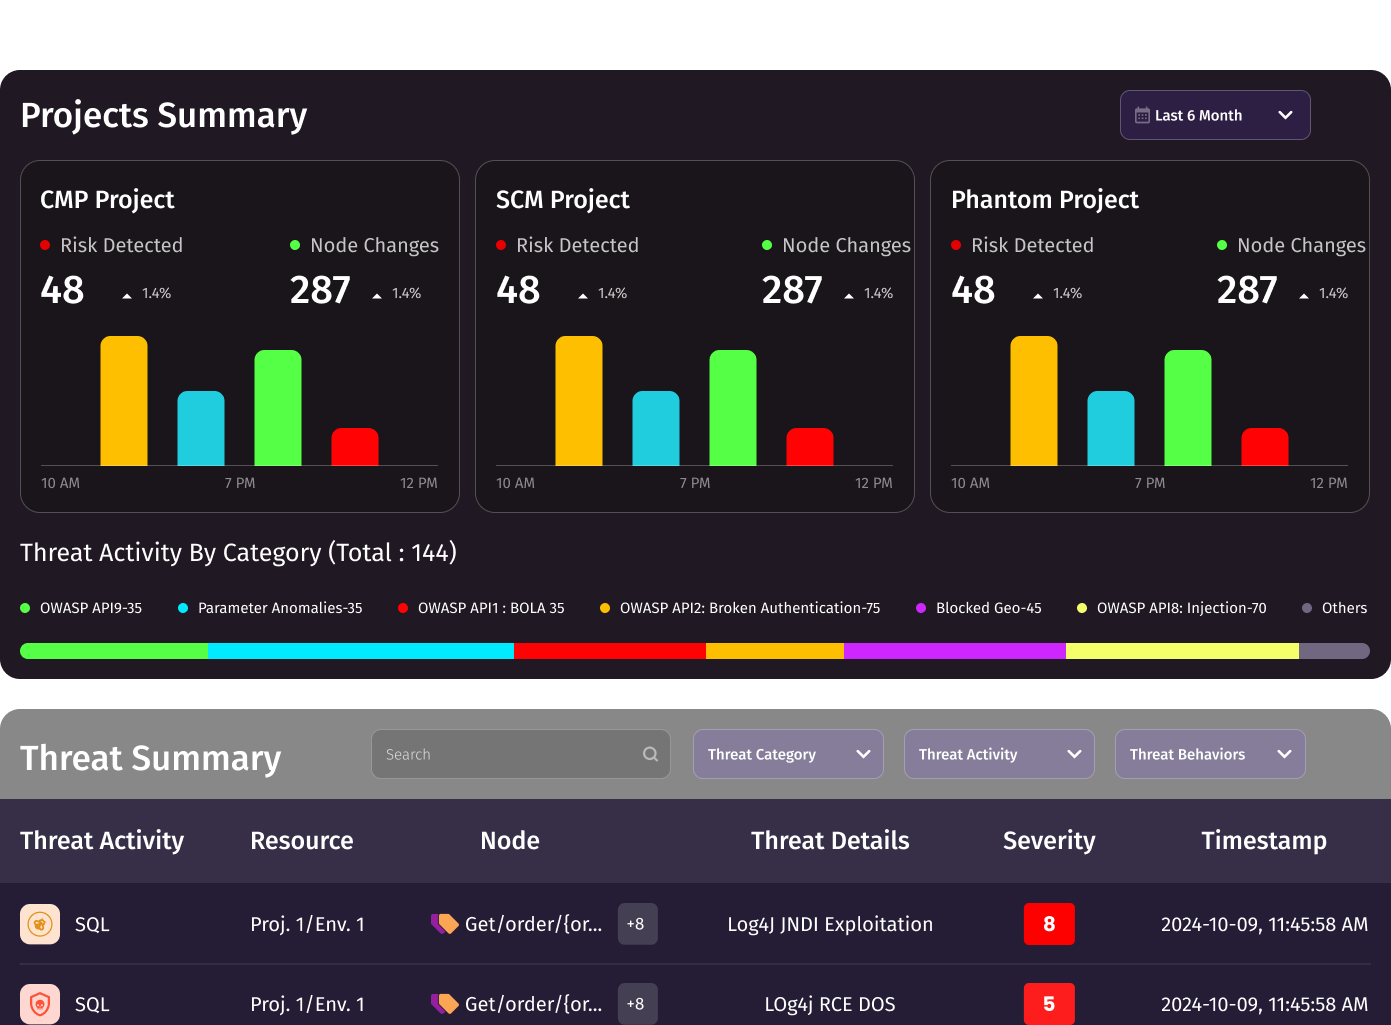 Projects Summary
Last 6 Month
CMP Project
Risk Detected
Node Changes
48
1.4%
287
1.4%
10 AM
7 PM
12 PM
SCM Project
Risk Detected
Node Changes
48
1.4%
287
1.4%
10 AM
7 PM
12 PM
Phantom Project
Risk Detected
Node Changes
48
1.4%
287
1.4%
10 AM
7 PM
12 PM
Threat Activity By Category (Total : 144)
OWASP API9-35
Parameter Anomalies-35
OWASP API1 : BOLA 35
OWASP API2: Broken Authentication-75
Blocked Geo-45
OWASP API8: Injection-70
Others
Threat Summary
Search
Threat Category
Threat Activity
Threat Behaviors
Threat Activity
Resource
Node
Threat Details
Severity
Timestamp
SQL
Proj. 1/Env. 1
Get/order/{or...
+8
Log4J JNDI Exploitation
8
2024-10-09, 11:45:58 AM
SQL
Proj. 1/Env. 1
Get/order/{or...
+8
LOg4j RCE DOS
5
2024-10-09, 11:45:58 AM